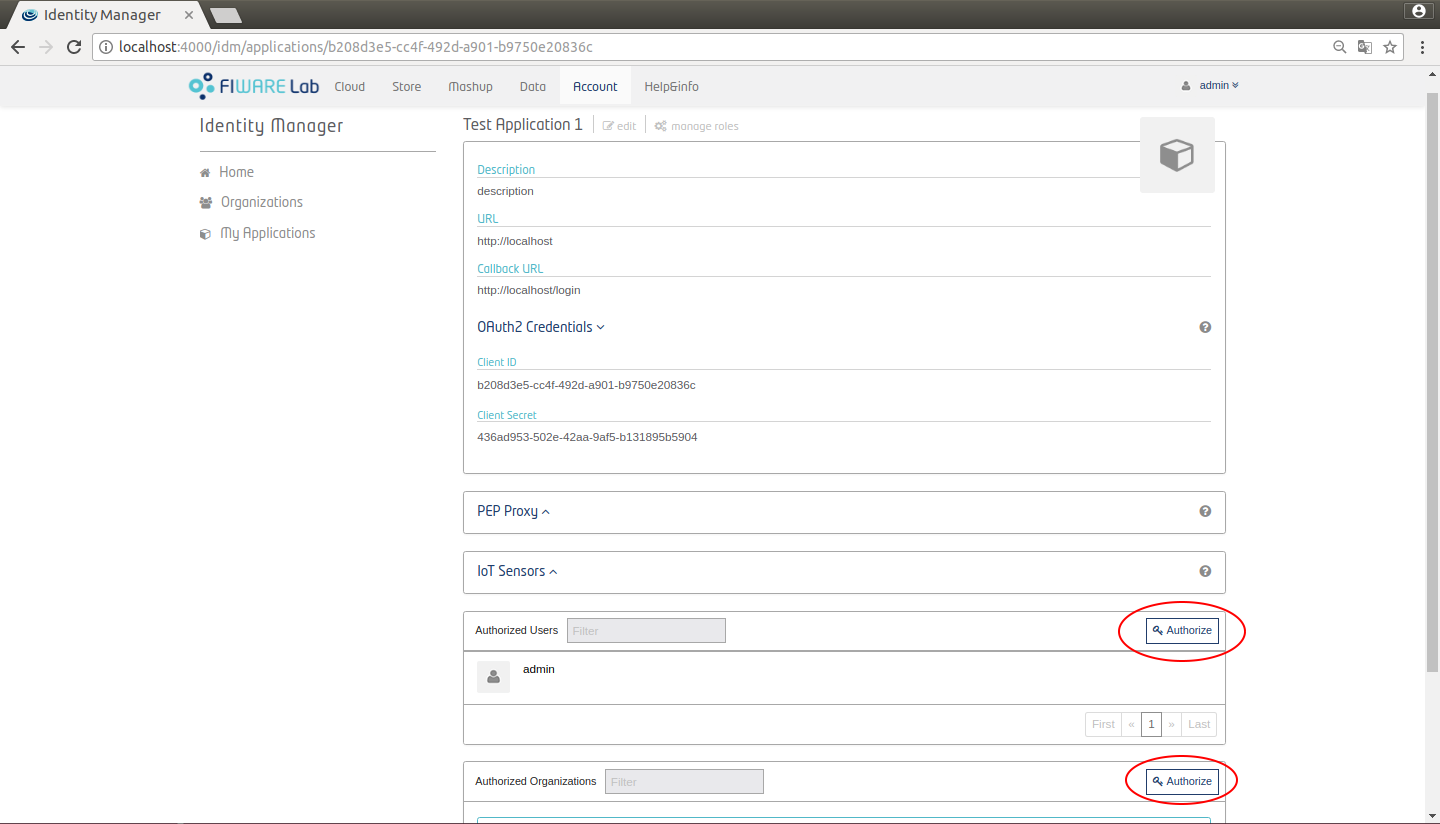 Identity Manager
localhost:4000/idm/applications/b208d3e5-cc4f-492d-a901-b9750e20836c
FIWARE Lab Cloud Store Mashup Data Account Help&info admin
Identity Manager
Home
Organizations
My Applications
Test Application 1 edit manage roles
Description
description
URL
http://localhost
Callback URL
http://localhost/login
OAuth2 Credentials
Client ID
b208d3e5-cc4f-492d-a901-b9750e20836c
Client Secret
436ad953-502e-42aa-9af5-b131895b5904
PEP Proxy
IoT Sensors
Authorized Users Filter Authorize
admin
First « 1 » Last
Authorized Organizations Filter Authorize